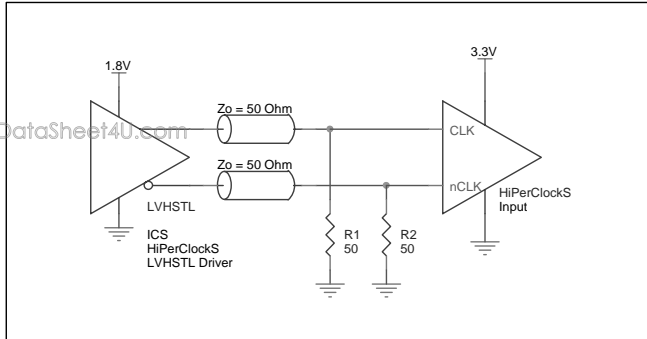 3.3V
1.8V
Zo = 50 Ohm
DataSheet4U.com
CLK
Zo = 50 Ohm
nCLK
HiPerClockS
Input
LVHSTL
ICS
HiPerClockS
LVHSTL Driver
R1
50
R2
50